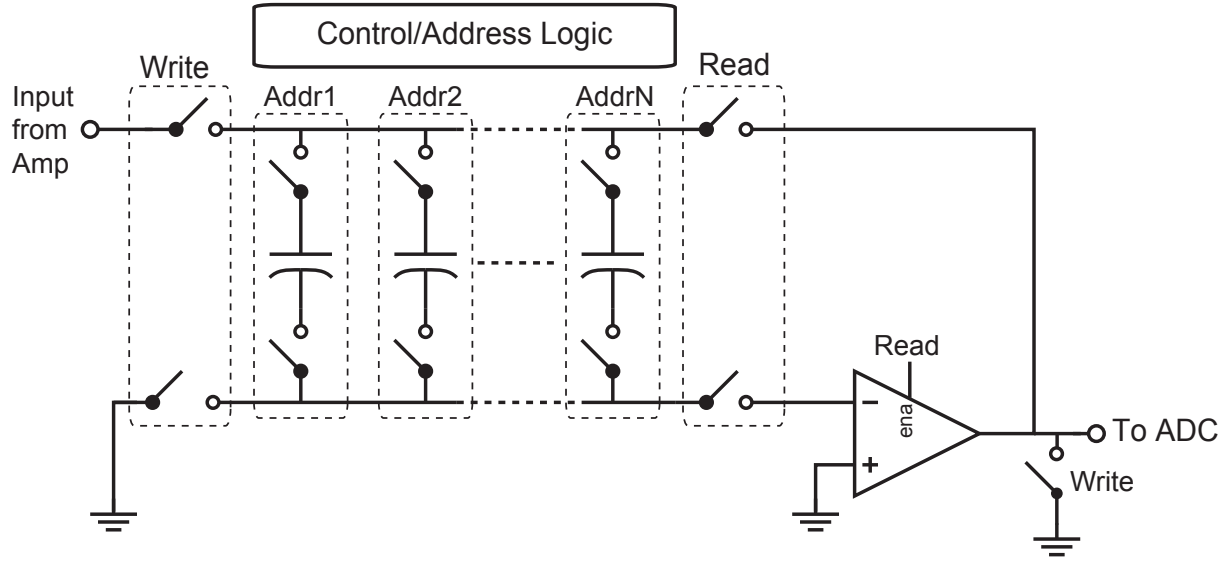 Control/Address Logic
Write
Read
Input
from
Amp
Addr1
Addr2
AddrN
Read
ena
−
+
To ADC
Write